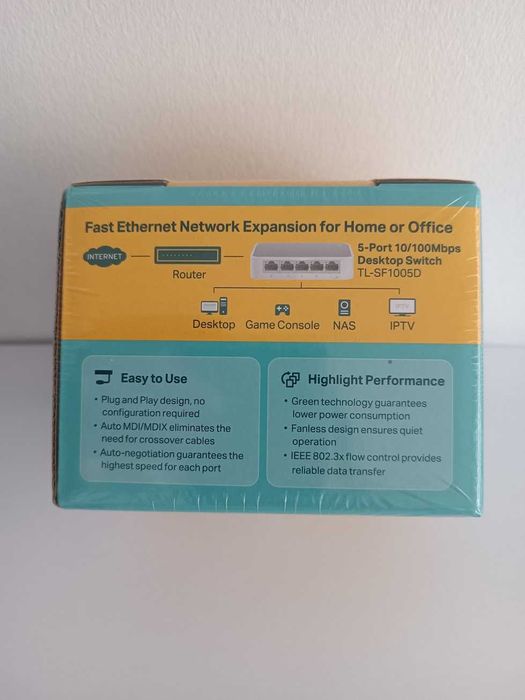 Fast Ethernet Network Expansion for Home or Office
INTERNET
Router
5-Port 10/100Mbps
Desktop Switch
TL-SF1005D
IPTV
Desktop Game Console NAS IPTV
Easy to Use
• Plug and Play design, no
configuration required
• Auto MDI/MDIX eliminates the
need for crossover cables
• Auto-negotiation guarantees the
highest speed for each port
Highlight Performance
• Green technology guarantees
lower power consumption
• Fanless design ensures quiet
operation
• IEEE 802.3x flow control provides
reliable data transfer